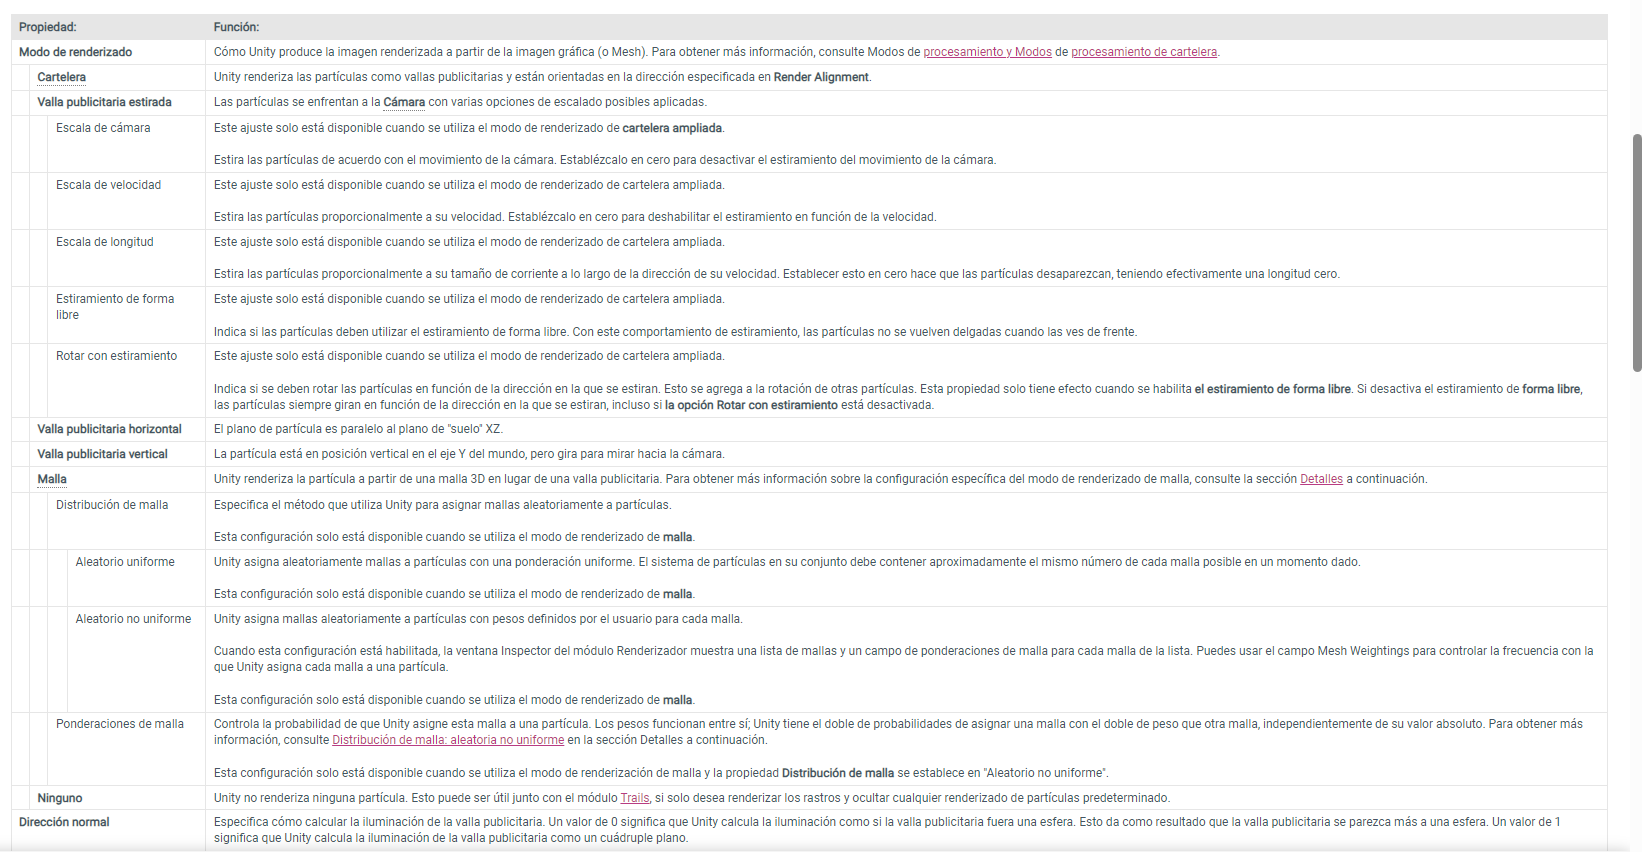 Propiedad: Función:
Modo de renderizado Cómo Unity produce la imagen renderizada a partir de la imagen gráfica (o Mesh). Para obtener más información, consulte Modos de procesamiento y Modos de procesamiento de cartelera.
Cartelera Unity renderiza las partículas como vallas publicitarias y están orientadas en la dirección especificada en Render Alignment.
Valla publicitaria estirada Las partículas se enfrentan a la Cámara con varias opciones de escalado posibles aplicadas.
Escala de cámara Este ajuste solo está disponible cuando se utiliza el modo de renderizado de cartelera ampliada.
Estira las partículas de acuerdo con el movimiento de la cámara. Establézcalo en cero para desactivar el estiramiento del movimiento de la cámara.
Escala de velocidad Este ajuste solo está disponible cuando se utiliza el modo de renderizado de cartelera ampliada.
Estira las partículas proporcionalmente a su velocidad. Establézcalo en cero para deshabilitar el estiramiento en función de la velocidad.
Escala de longitud Este ajuste solo está disponible cuando se utiliza el modo de renderizado de cartelera ampliada.
Estira las partículas proporcionalmente a su tamaño de corriente a lo largo de la dirección de su velocidad. Establecer esto en cero hace que las partículas desaparezcan, teniendo efectivamente una longitud cero.
Estiramiento de forma
libre
Este ajuste solo está disponible cuando se utiliza el modo de renderizado de cartelera ampliada.
Indica si las partículas deben utilizar el estiramiento de forma libre. Con este comportamiento de estiramiento, las partículas no se vuelven delgadas cuando las ves de frente.
Rotar con estiramiento Este ajuste solo está disponible cuando se utiliza el modo de renderizado de cartelera ampliada.
Indica si se deben rotar las partículas en función de la dirección en la que se estiran. Esto se agrega a la rotación de otras partículas. Esta propiedad solo tiene efecto cuando se habilita el estiramiento de forma libre. Si desactiva el estiramiento de forma libre,
las partículas siempre giran en función de la dirección en la que se estiran, incluso si la opción Rotar con estiramiento está desactivada.
Valla publicitaria horizontal El plano de partícula es paralelo al plano de "suelo" XZ.
Valla publicitaria vertical La partícula está en posición vertical en el eje Y del mundo, pero gira para mirar hacia la cámara.
Malla Unity renderiza la partícula a partir de una malla 3D en lugar de una valla publicitaria. Para obtener más información sobre la configuración específica del modo de renderizado de malla, consulte la sección Detalles a continuación.
Distribución de malla Especifica el método que utiliza Unity para asignar mallas aleatoriamente a partículas.
Esta configuración solo está disponible cuando se utiliza el modo de renderizado de malla.
Aleatorio uniforme Unity asigna aleatoriamente mallas a partículas con una ponderación uniforme. El sistema de partículas en su conjunto debe contener aproximadamente el mismo número de cada malla posible en un momento dado.
Esta configuración solo está disponible cuando se utiliza el modo de renderizado de malla.
Aleatorio no uniforme Unity asigna mallas aleatoriamente a partículas con pesos definidos por el usuario para cada malla.
Cuando esta configuración está habilitada, la ventana Inspector del módulo Renderizador muestra una lista de mallas y un campo de ponderaciones de malla para cada malla de la lista. Puedes usar el campo Mesh Weightings para controlar la frecuencia con la
que Unity asigna cada malla a una partícula.
Esta configuración solo está disponible cuando se utiliza el modo de renderizado de malla.
Ponderaciones de malla Controla la probabilidad de que Unity asigne esta malla a una partícula. Los pesos funcionan entre sí; Unity tiene el doble de probabilidades de asignar una malla con el doble de peso que otra malla, independientemente de su valor absoluto. Para obtener más
información, consulte Distribución de malla: aleatoria no uniforme en la sección Detalles a continuación.
Esta configuración solo está disponible cuando se utiliza el modo de renderización de malla y la propiedad Distribución de malla se establece en "Aleatorio no uniforme".
Ninguno Unity no renderiza ninguna partícula. Esto puede ser útil junto con el módulo Trails, si solo desea renderizar los rastros y ocultar cualquier renderizado de partículas predeterminado.
Dirección normal Especifica cómo calcular la iluminación de la valla publicitaria. Un valor de 0 significa que Unity calcula la iluminación como si la valla publicitaria fuera una esfera. Esto da como resultado que la valla publicitaria se parezca más a una esfera. Un valor de 1
significa que Unity calcula la iluminación de la valla publicitaria como un cuádruple plano.